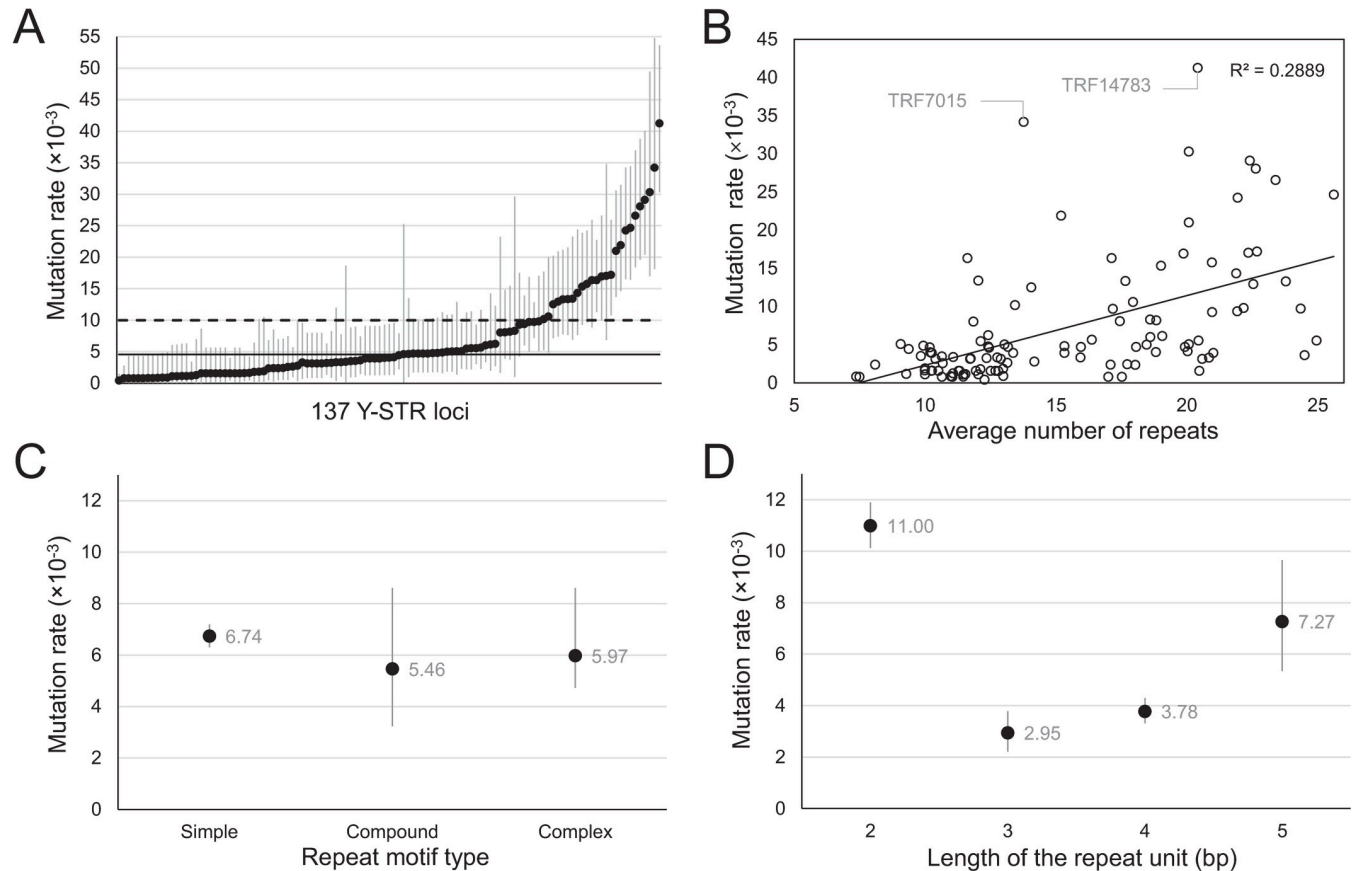 A
Mutation rate (×10⁻³)
55
50
45
40
35
30
25
20
15
10
5
0
137 Y-STR loci
B
Mutation rate (×10⁻³)
45
40
35
30
25
20
15
10
5
0
TRF7015
TRF14783
R² = 0.2889
5 10 15 20 25
Average number of repeats
C
Mutation rate (×10⁻³)
12
10
8
6
4
2
0
6.74
5.46
5.97
Simple Compound Complex
Repeat motif type
D
Mutation rate (×10⁻³)
12
10
8
6
4
2
0
11.00
2.95
3.78
7.27
2 3 4 5
Length of the repeat unit (bp)